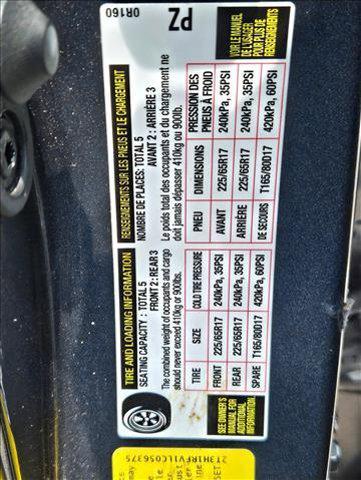 TIRE AND LOADING INFORMATION
SEATING CAPACITY : TOTAL 5
FRONT 2 : REAR 3
The combined weight of occupants and cargo
should never exceed 410kg or 900lbs.
TIRE SIZE COLD TIRE PRESSURE
FRONT 225/65R17 240kPa, 35PSI
REAR 225/65R17 240kPa, 35PSI
SPARE T165/80D17 420kPa, 60PSI
SEE OWNER'S
MANUAL FOR
ADDITIONAL
INFORMATION
RENSEIGNEMENTS SUR LES PNEUS ET LE CHARGEMENT
NOMBRE DE PLACES: TOTAL 5
AVANT 2 : ARRIÈRE 3
Le poids total des occupants et du chargement ne
doit jamais dépasser 410kg ou 900lb.
PNEU DIMENSIONS PRESSION DES
PNEUS À FROID
AVANT 225/65R17 240kPa, 35PSI
ARRIÈRE 225/65R17 240kPa, 35PSI
DE SECOURS T165/80D17 420kPa, 60PSI
VOIR LE MANUEL
DE L'USAGER
POUR PLUS DE
RENSEIGNEMENTS
0R160
PZ
2T3H1RFV1LC056375